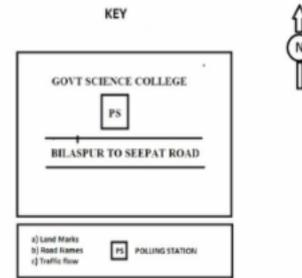 KEY
N
GOVT SCIENCE COLLEGE
PS
BILASPUR TO SEEPAT ROAD
a) Land Marks
b) Road Names
c) Traffic flow
PS POLLING STATION